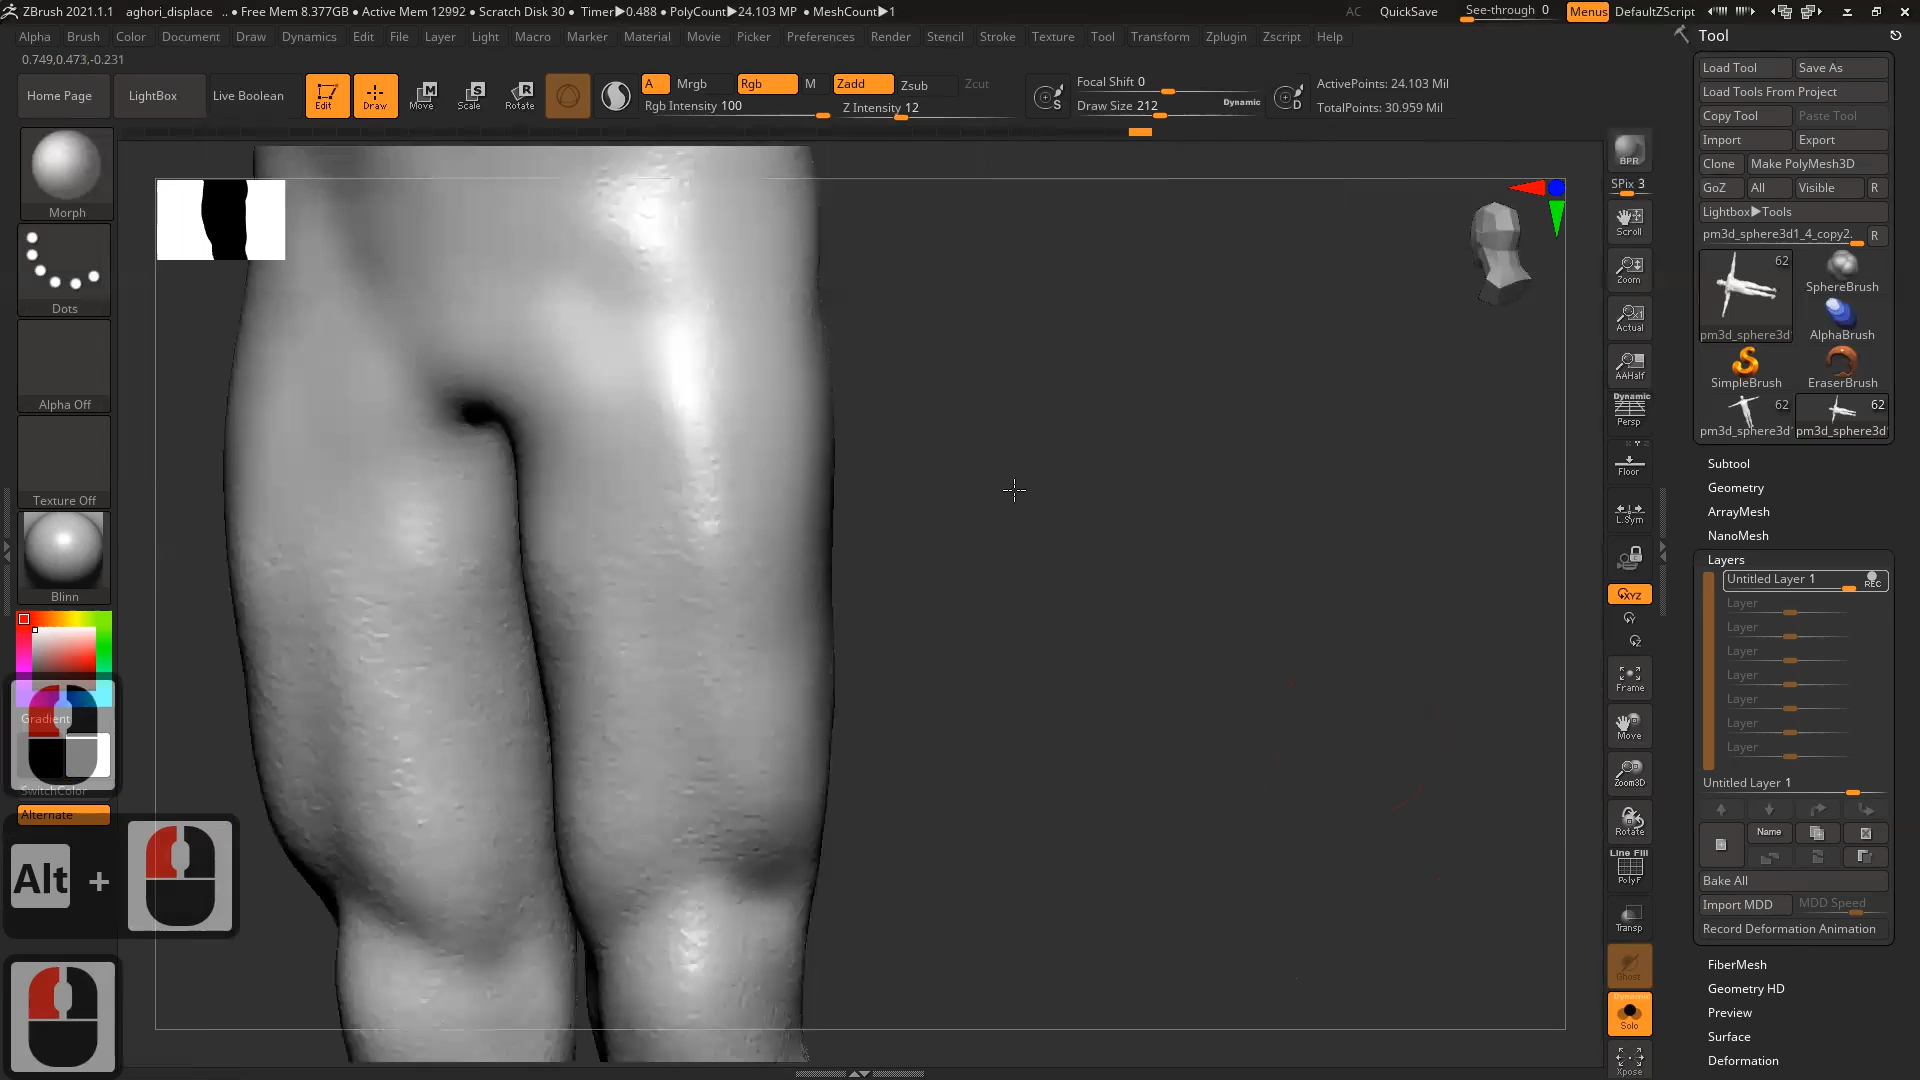 ZBrush 2021.1.1 aghori_displace .. • Free Mem 8.377GB • Active Mem 12992 • Scratch Disk 30 • Timer▶0.488 • PolyCount▶24.103 MP • MeshCount▶1 AC QuickSave See-through 0 Menus DefaultZScript
Alpha Brush Color Document Draw Dynamics Edit File Layer Light Macro Marker Material Movie Picker Preferences Render Stencil Stroke Texture Tool Transform Zplugin Zscript Help
0.749,0.473,-0.231
Home Page LightBox Live Boolean Edit Draw Move Scale Rotate
M S R
A Mrgb Rgb M Zadd Zsub Zcut
Rgb Intensity 100 Z Intensity 12
S Focal Shift 0
Draw Size 212 Dynamic D
ActivePoints: 24.103 Mil
TotalPoints: 30.959 Mil
Morph
Dots
Alpha Off
Texture Off
Blinn
Gradient
SwitchColor
Alternate
Alt +
BPR
SPix 3
Scroll
Zoom
Actual
AAHalf
Dynamic
Persp
Floor
L.Sym
XYZ
Frame
Move
Zoom3D
Rotate
Line Fill
PolyF
Transp
Ghost
Dynamic
Solo
Xpose
Tool
Load Tool Save As
Load Tools From Project
Copy Tool Paste Tool
Import Export
Clone Make PolyMesh3D
GoZ All Visible R
Lightbox▶Tools
pm3d_sphere3d1_4_copy2. R
62 SphereBrush
pm3d_sphere3d AlphaBrush
SimpleBrush EraserBrush
62 62
pm3d_sphere3d pm3d_sphere3d
Subtool
Geometry
ArrayMesh
NanoMesh
Layers
Untitled Layer 1 REC
Layer
Layer
Layer
Layer
Layer
Layer
Layer
Untitled Layer 1
Name
Bake All
Import MDD MDD Speed
Record Deformation Animation
FiberMesh
Geometry HD
Preview
Surface
Deformation